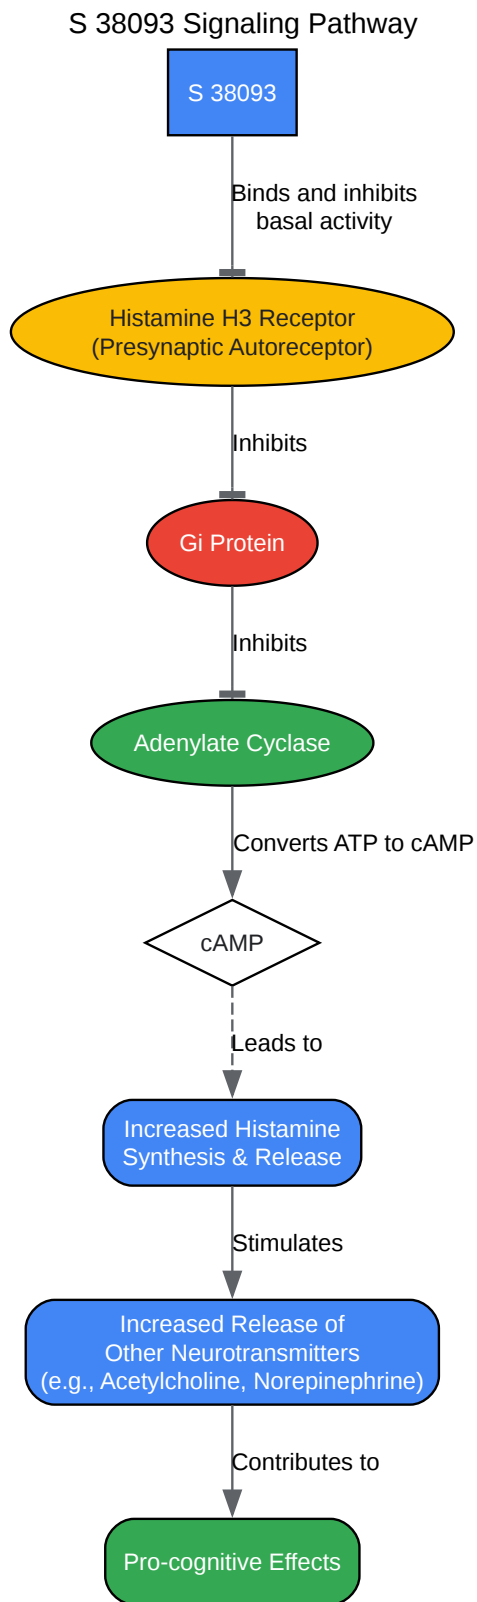 S 38093 Signaling Pathway
S 38093
Binds and inhibits
basal activity
Histamine H3 Receptor
(Presynaptic Autoreceptor)
Inhibits
Gi Protein
Inhibits
Adenylate Cyclase
Converts ATP to cAMP
cAMP
Leads to
Increased Histamine
Synthesis & Release
Stimulates
Increased Release of
Other Neurotransmitters
(e.g., Acetylcholine, Norepinephrine)
Contributes to
Pro-cognitive Effects